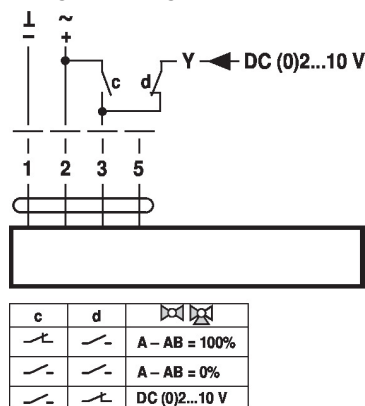 ⊥ ~
– +
c d Y DC (0)2...10 V
1 2 3 5
c d
A – AB = 100%
A – AB = 0%
DC (0)2...10 V